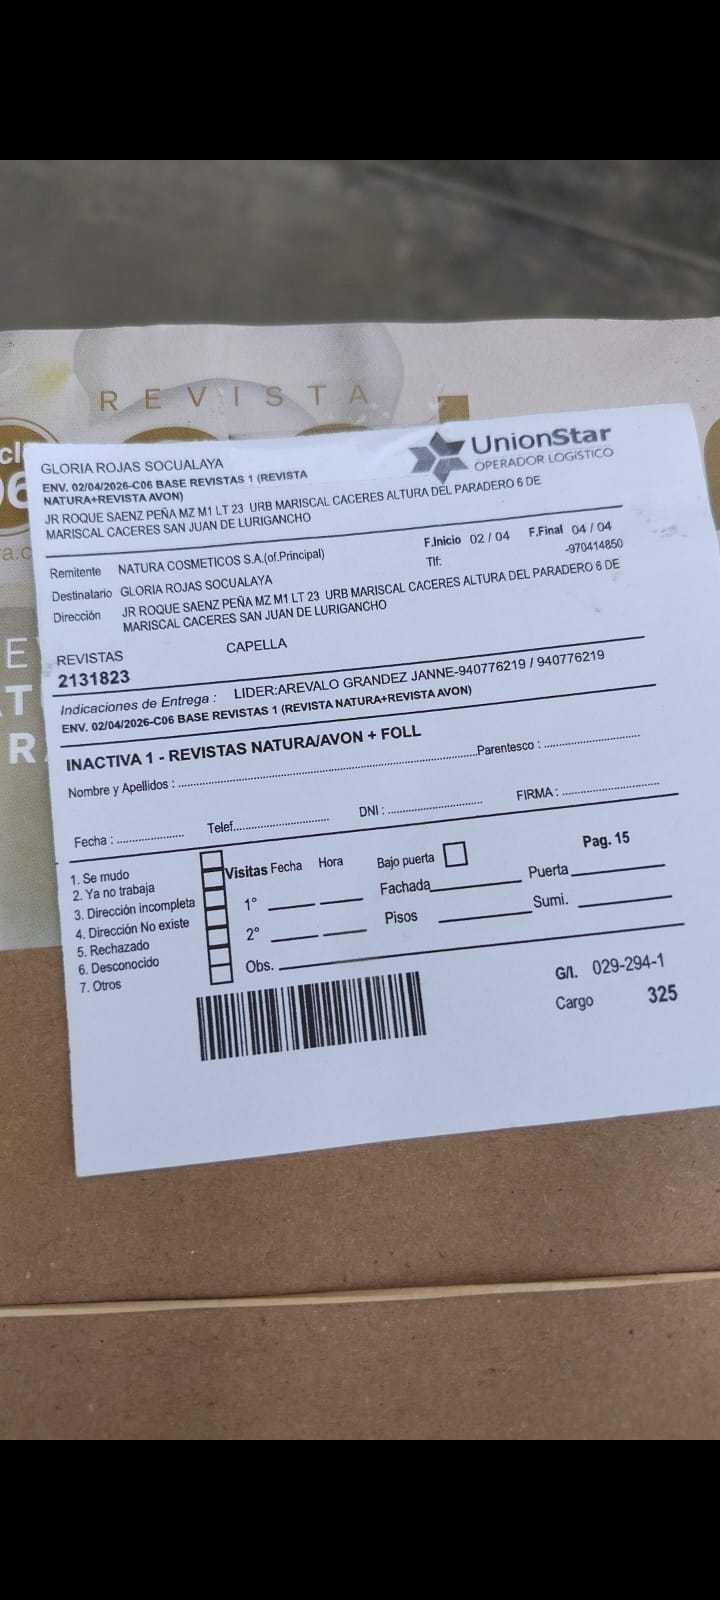 REVISTA
GLORIA ROJAS SOCUALAYA
UnionStar
OPERADOR LOGÍSTICO
ENV. 02/04/2026-C06 BASE REVISTAS 1 (REVISTA
NATURA+REVISTA AVON)
JR ROQUE SAENZ PEÑA MZ M1 LT 23 URB MARISCAL CACERES ALTURA DEL PARADERO 6 DE
MARISCAL CACERES SAN JUAN DE LURIGANCHO
Remitente NATURA COSMETICOS S.A.(of.Principal) F.Inicio 02 / 04 F.Final 04 / 04
Destinatario GLORIA ROJAS SOCUALAYA Tlf: -970414850
Dirección JR ROQUE SAENZ PEÑA MZ M1 LT 23 URB MARISCAL CACERES ALTURA DEL PARADERO 6 DE
MARISCAL CACERES SAN JUAN DE LURIGANCHO
REVISTAS CAPELLA
2131823
Indicaciones de Entrega : LIDER:AREVALO GRANDEZ JANNE-940776219 / 940776219
ENV. 02/04/2026-C06 BASE REVISTAS 1 (REVISTA NATURA+REVISTA AVON)
INACTIVA 1 - REVISTAS NATURA/AVON + FOLL
Nombre y Apellidos : Parentesco :
Fecha : Telef. DNI : FIRMA :
1. Se mudo
2. Ya no trabaja
3. Dirección incompleta
4. Dirección No existe
5. Rechazado
6. Desconocido
7. Otros
Visitas Fecha Hora Bajo puerta Pag. 15
1° Fachada Puerta
2° Pisos Sumi.
Obs.
G/I. 029-294-1
Cargo 325